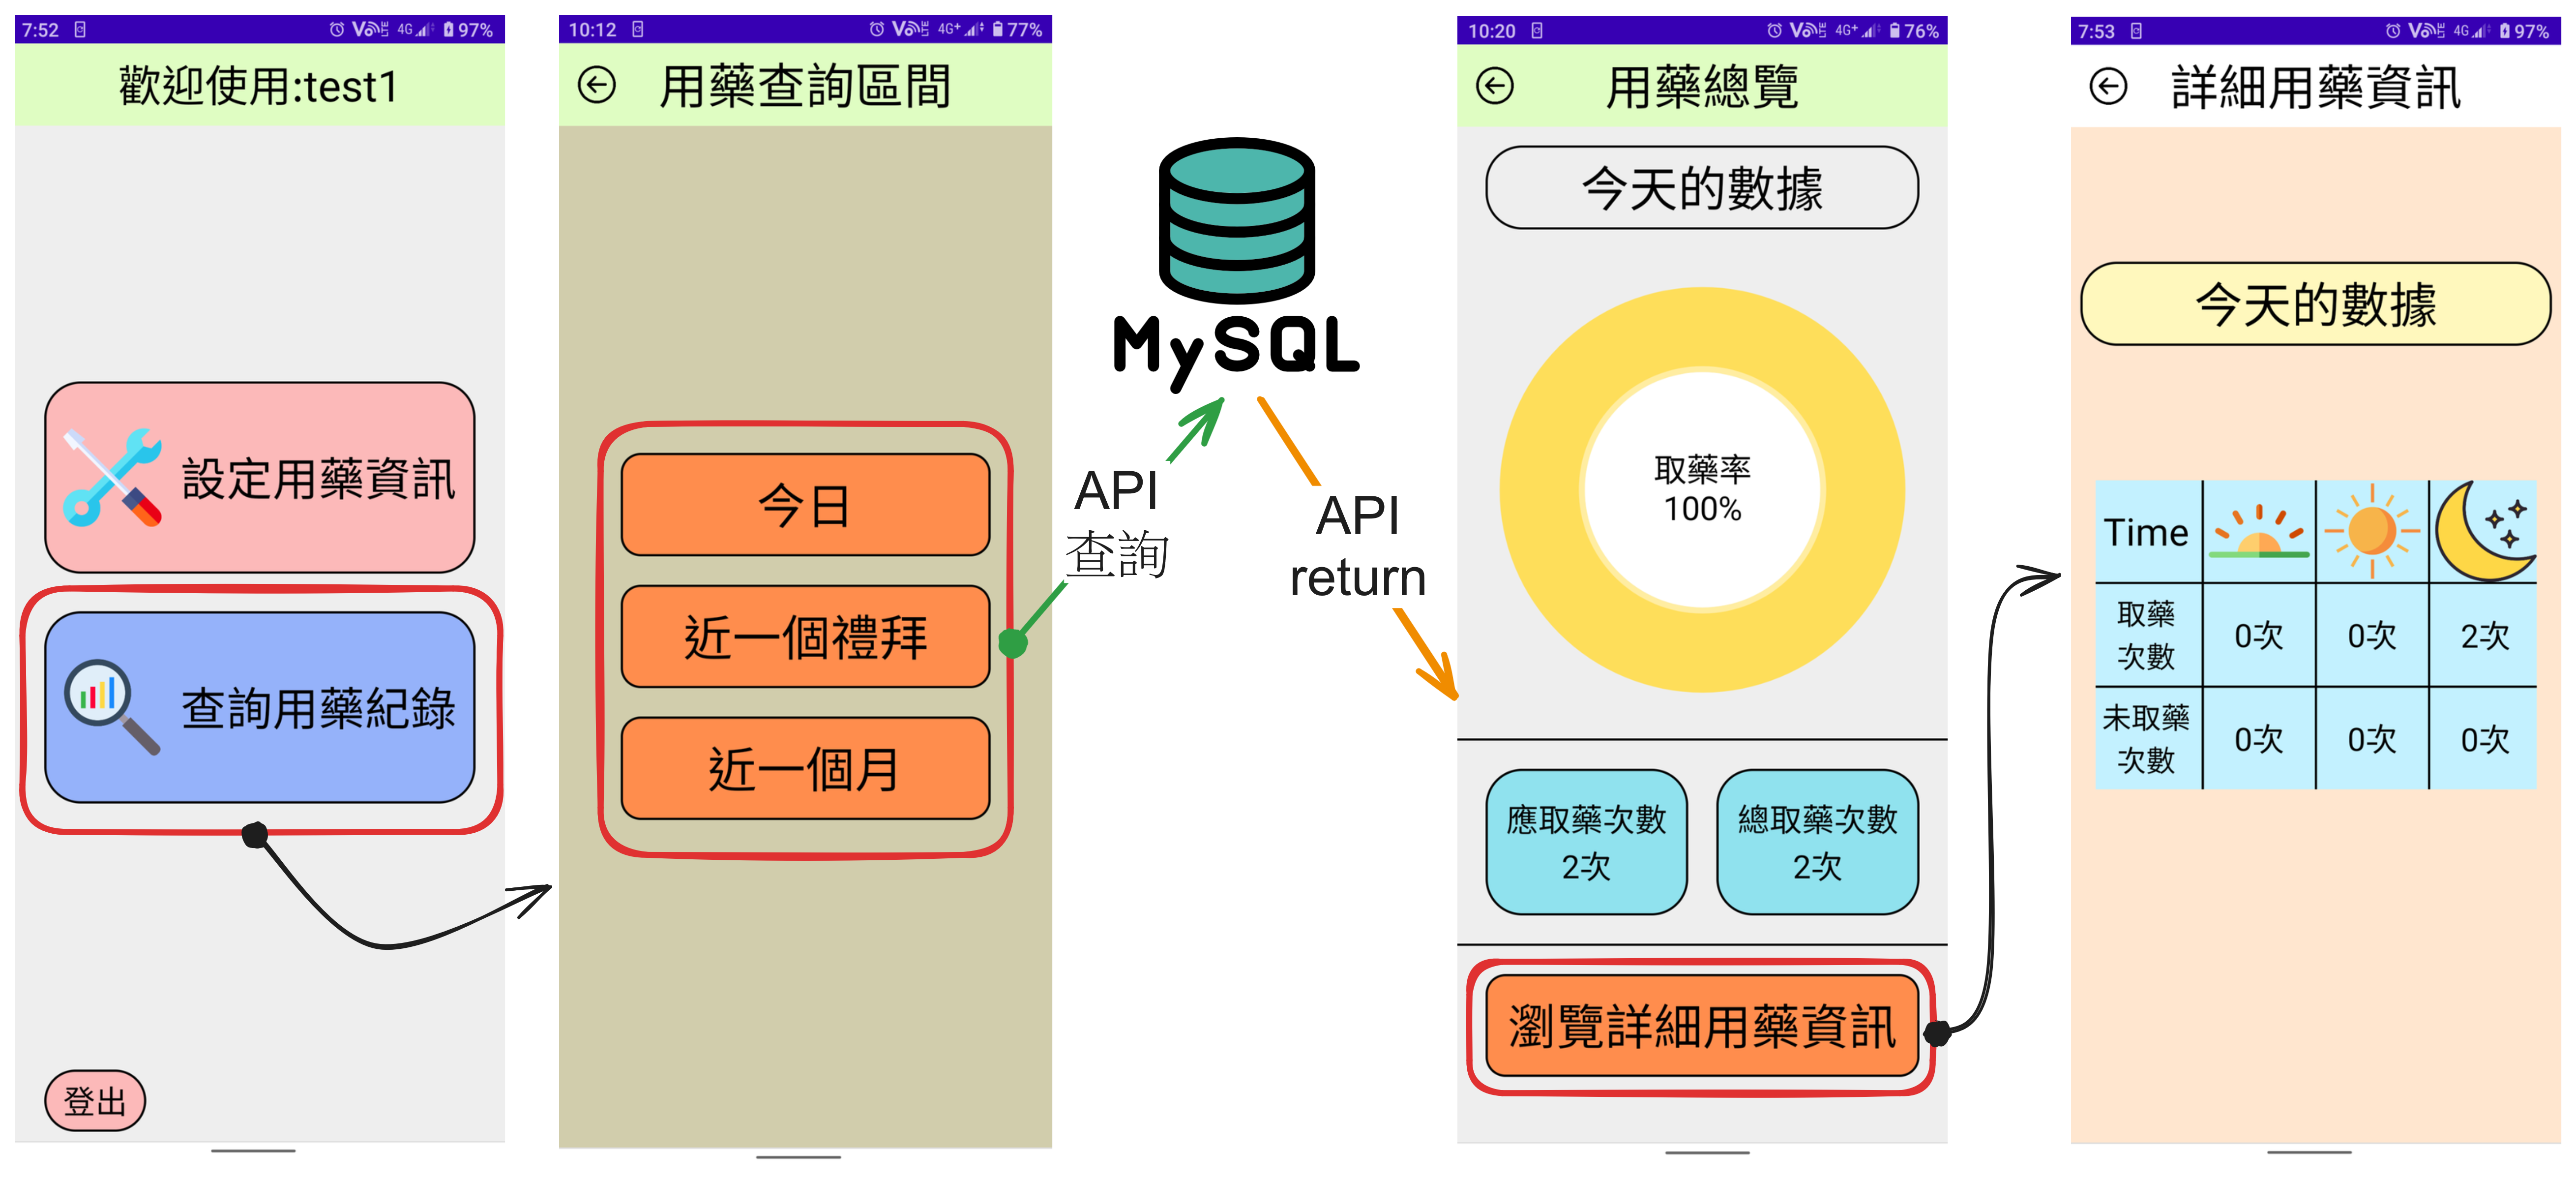 7:52
4G
97%
歡迎使用:test1
設定用藥資訊
查詢用藥紀錄
登出
10:12
4G+
77%
用藥查詢區間
今日
近一個禮拜
近一個月
API
查詢
MySQL
API
return
10:20
4G+
76%
用藥總覽
今天的數據
取藥率
100%
應取藥次數
2次
總取藥次數
2次
瀏覽詳細用藥資訊
7:53
4G
97%
詳細用藥資訊
今天的數據
Time
取藥
次數
0次
0次
2次
未取藥
次數
0次
0次
0次